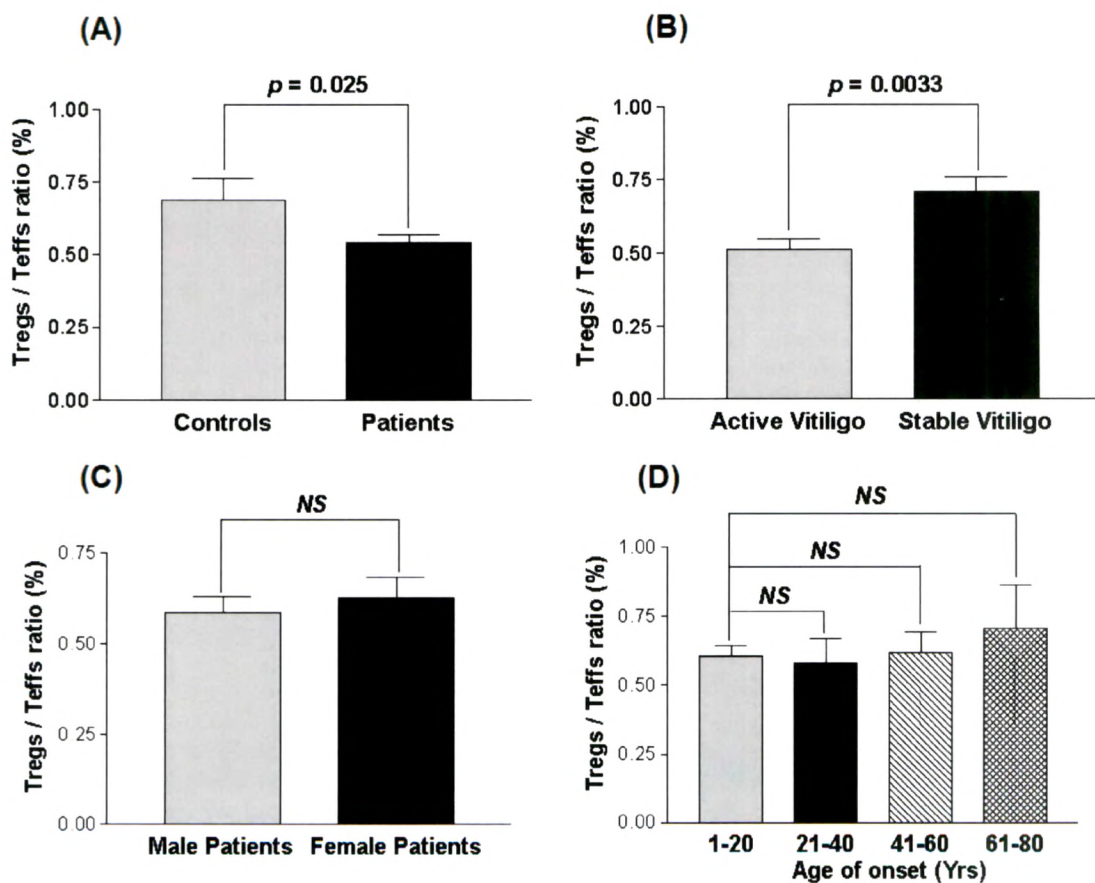 (A)
p = 0.025
1.00
0.75
0.50
0.25
0.00
Tregs / Teffs ratio (%)
Controls Patients
(B)
p = 0.0033
1.00
0.75
0.50
0.25
0.00
Tregs / Teffs ratio (%)
Active Vitiligo Stable Vitiligo
(C)
NS
0.75
0.50
0.25
0.00
Tregs / Teffs ratio (%)
Male Patients Female Patients
(D)
NS
NS
NS
1.00
0.75
0.50
0.25
0.00
Tregs / Teffs ratio (%)
1-20 21-40 41-60 61-80
Age of onset (Yrs)